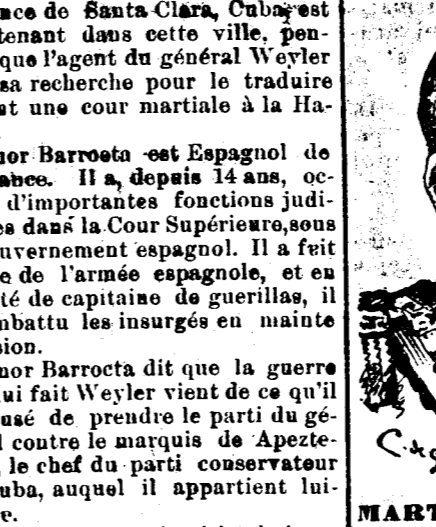 nce de Santa-Clara, Cuba, est
tenant dans cette ville, pen-
que l'agent du général Weyler
sa recherche pour le traduire
nt une cour martiale à la Ha-
nor Barroeta est Espagnol de
ance. Il a, depuis 14 ans, oc-
d'importantes fonctions judi-
es dans la Cour Supérieure, sous
uvernement espagnol. Il a fait
e de l'armée espagnole, et en
té de capitaine de guerillas, il
mbattu les insurgés en mainte
sion.
nor Barrocta dit que la guerre
ui fait Weyler vient de ce qu'il
usé de prendre le parti du gé-
l contre le marquis de Apezte-
, le chef du parti conservateur
uba, auquel il appartient lui-
e.
MART